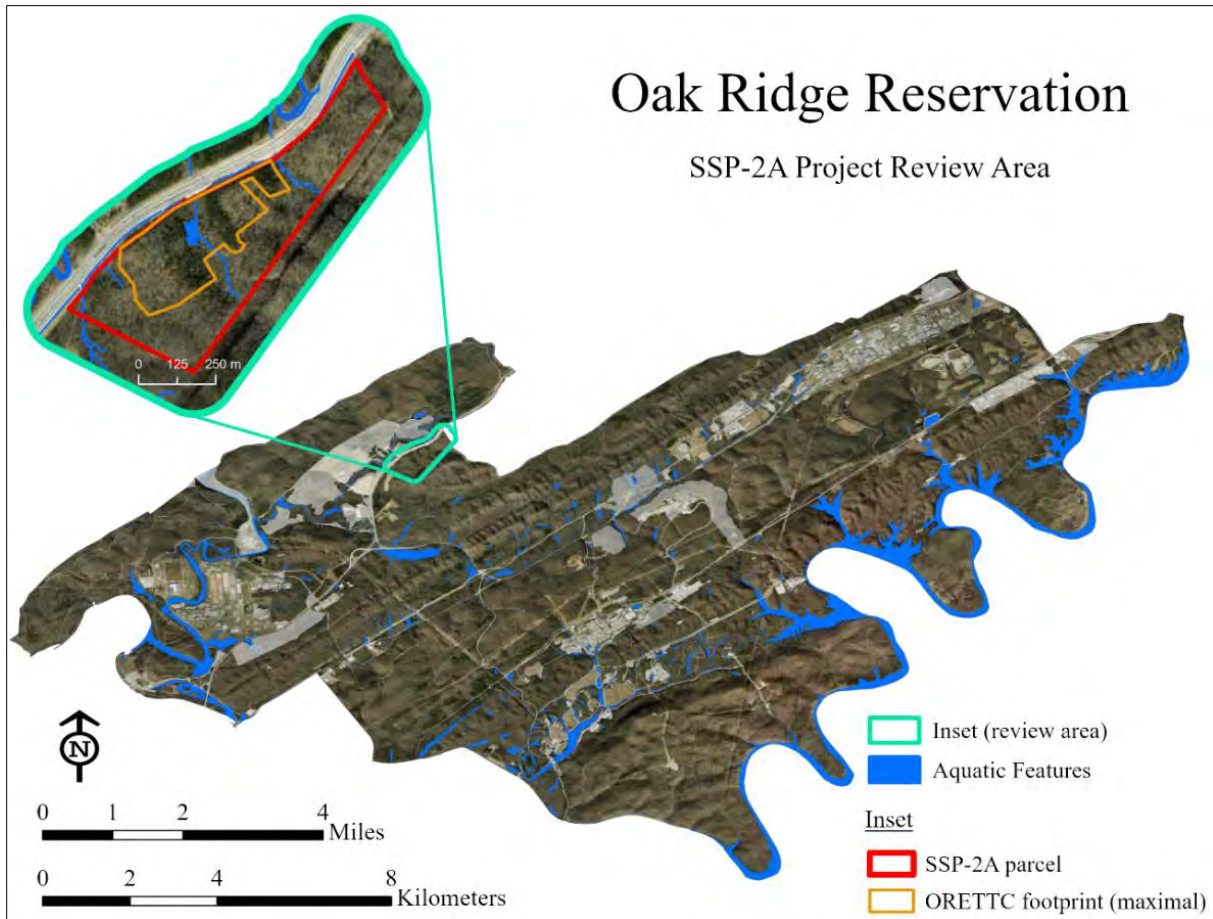 Oak Ridge Reservation
SSP-2A Project Review Area
0 125 250 m
N
0 1 2 4
Miles
0 2 4 8
Kilometers
Inset (review area)
Aquatic Features
Inset
SSP-2A parcel
ORETTC footprint (maximal)